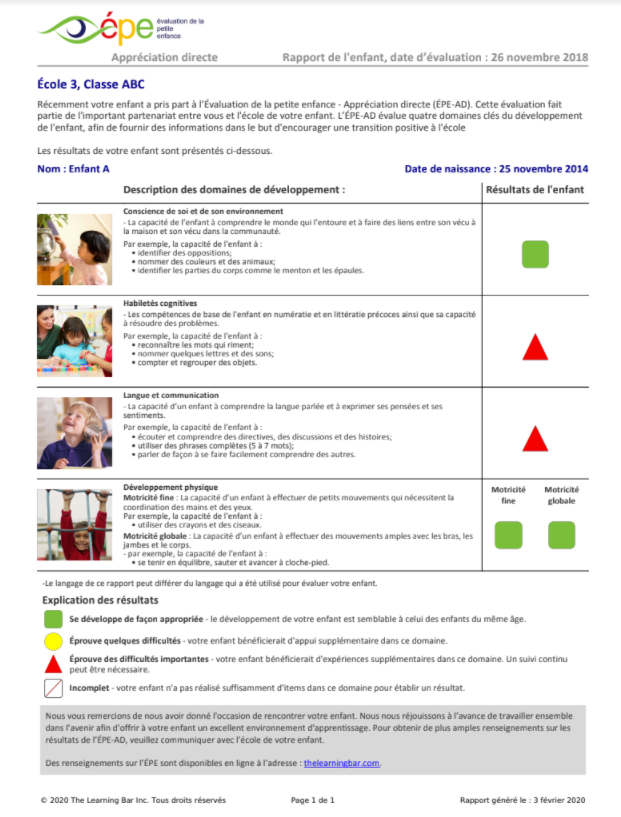 épe évaluation de la
petite
enfance
Appréciation directe Rapport de l'enfant, date d'évaluation : 26 novembre 2018
École 3, Classe ABC
Récemment votre enfant a pris part à l'Évaluation de la petite enfance - Appréciation directe (ÉPE-AD). Cette évaluation fait
partie de l'important partenariat entre vous et l'école de votre enfant. L'ÉPE-AD évalue quatre domaines clés du développement
de l'enfant, afin de fournir des informations dans le but d'encourager une transition positive à l'école
Les résultats de votre enfant sont présentés ci-dessous.
Nom : Enfant A Date de naissance : 25 novembre 2014
Description des domaines de développement : Résultats de l'enfant
Conscience de soi et de son environnement
- La capacité de l'enfant à comprendre le monde qui l'entoure et à faire des liens entre son vécu à
la maison et son vécu dans la communauté.
Par exemple, la capacité de l'enfant à :
• identifier des oppositions;
• nommer des couleurs et des animaux;
• identifier les parties du corps comme le menton et les épaules.
Habiletés cognitives
- Les compétences de base de l'enfant en numératie et en littératie précoces ainsi que sa capacité
à résoudre des problèmes.
Par exemple, la capacité de l'enfant à :
• reconnaître les mots qui riment;
• nommer quelques lettres et des sons;
• compter et regrouper des objets.
Langue et communication
- La capacité d'un enfant à comprendre la langue parlée et à exprimer ses pensées et ses
sentiments.
Par exemple, la capacité de l'enfant à :
• écouter et comprendre des directives, des discussions et des histoires;
• utiliser des phrases complètes (5 à 7 mots);
• parler de façon à se faire facilement comprendre des autres.
Développement physique
Motricité fine : La capacité d'un enfant à effectuer de petits mouvements qui nécessitent la
coordination des mains et des yeux.
Par exemple, la capacité de l'enfant à :
• utiliser des crayons et des ciseaux.
Motricité globale : La capacité d'un enfant à effectuer des mouvements amples avec les bras, les
jambes et le corps.
- par exemple, la capacité de l'enfant à :
• se tenir en équilibre, sauter et avancer à cloche-pied.
Motricité Motricité
fine globale
-Le langage de ce rapport peut différer du langage qui a été utilisé pour évaluer votre enfant.
Explication des résultats
Se développe de façon appropriée - le développement de votre enfant est semblable à celui des enfants du même âge.
Éprouve quelques difficultés - votre enfant bénéficierait d'appui supplémentaire dans ce domaine.
Éprouve des difficultés importantes - votre enfant bénéficierait d'expériences supplémentaires dans ce domaine. Un suivi continu
peut être nécessaire.
Incomplet - votre enfant n'a pas réalisé suffisamment d'items dans ce domaine pour établir un résultat.
Nous vous remercions de nous avoir donné l'occasion de rencontrer votre enfant. Nous nous réjouissons à l'avance de travailler ensemble
dans l'avenir afin d'offrir à votre enfant un excellent environnement d'apprentissage. Pour obtenir de plus amples renseignements sur les
résultats de l'ÉPE-AD, veuillez communiquer avec l'école de votre enfant.
Des renseignements sur l'ÉPE sont disponibles en ligne à l'adresse : thelearningbar.com.
© 2020 The Learning Bar Inc. Tous droits réservés Page 1 de 1 Rapport généré le : 3 février 2020